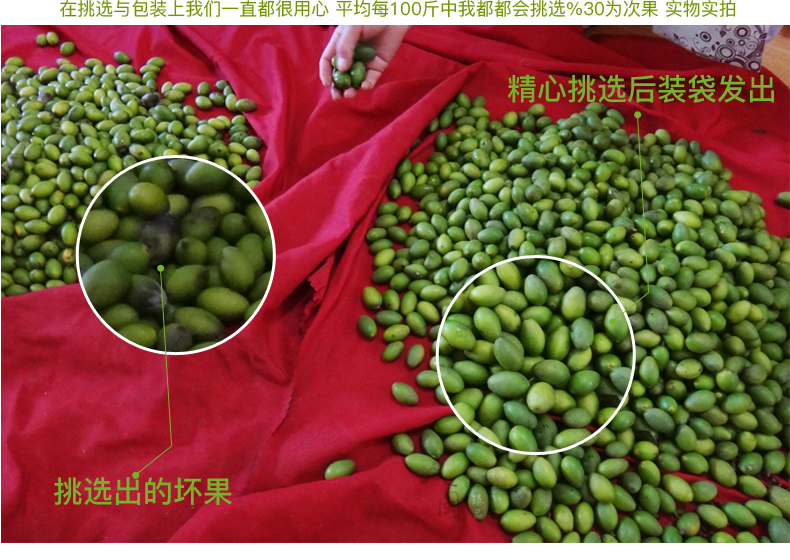 在挑选与包装上我们一直都很用心 平均每100斤中我都都会挑选%30为次果 实物实拍
精心挑选后装袋发出
挑选出的坏果